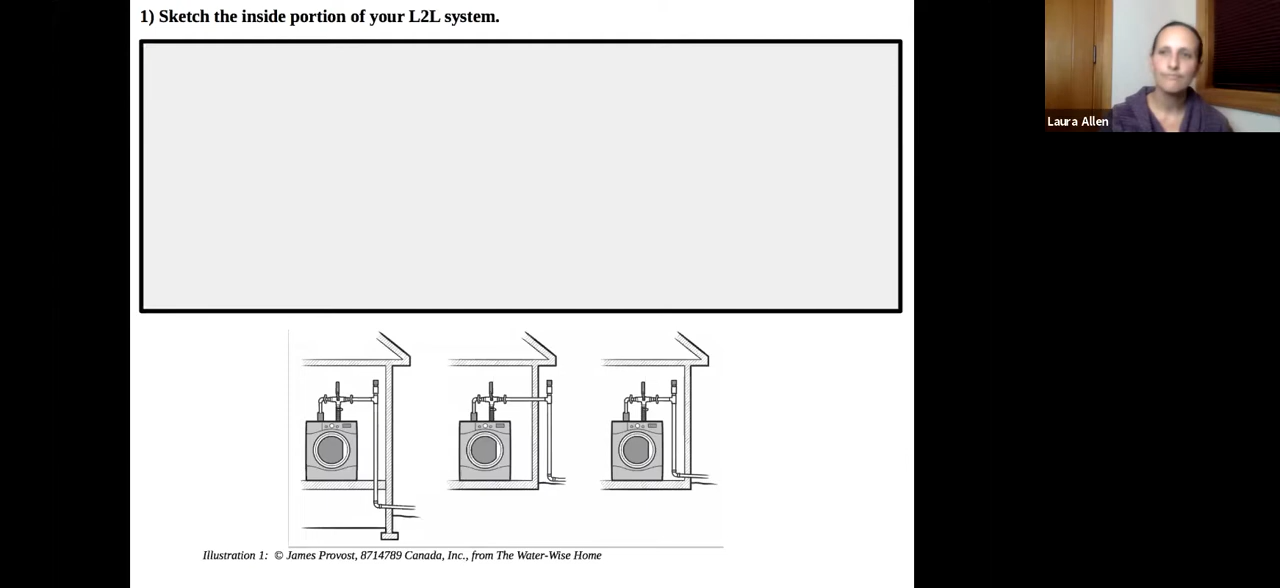 1) Sketch the inside portion of your L2L system.
Laura Allen
Illustration 1: © James Provost, 8714789 Canada, Inc., from The Water-Wise Home